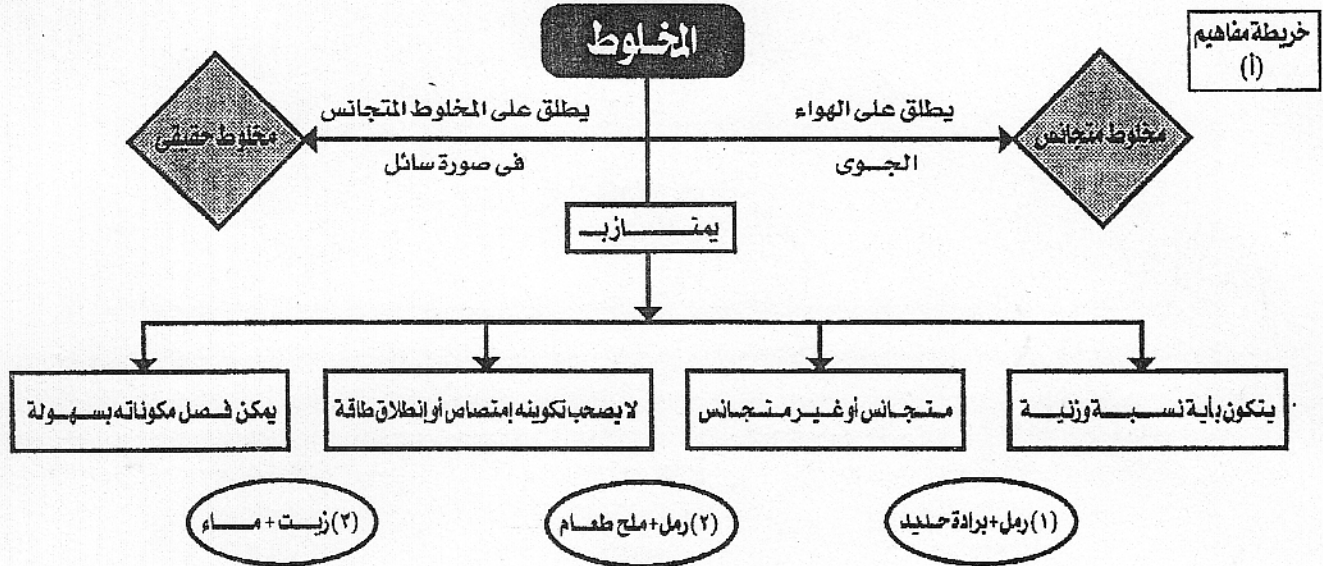 خريطة مفاهيم
(أ)
المخلوط
يطلق على الهواء
الجوى
مخلوط متجانس
يطلق على المخلوط المتجانس
فى صورة سائل
مخلوط حقيقى
يمتاز بـ
يتكون بأية نسبة وزنية
متجانس أو غير متجانس
لا يصحب تكوينه إمتصاص أو إنطلاق طاقة
يمكن فصل مكوناته بسهولة
(١) رمل + برادة حديد
(٢) رمل + ملح طعام
(٣) زيت + ماء